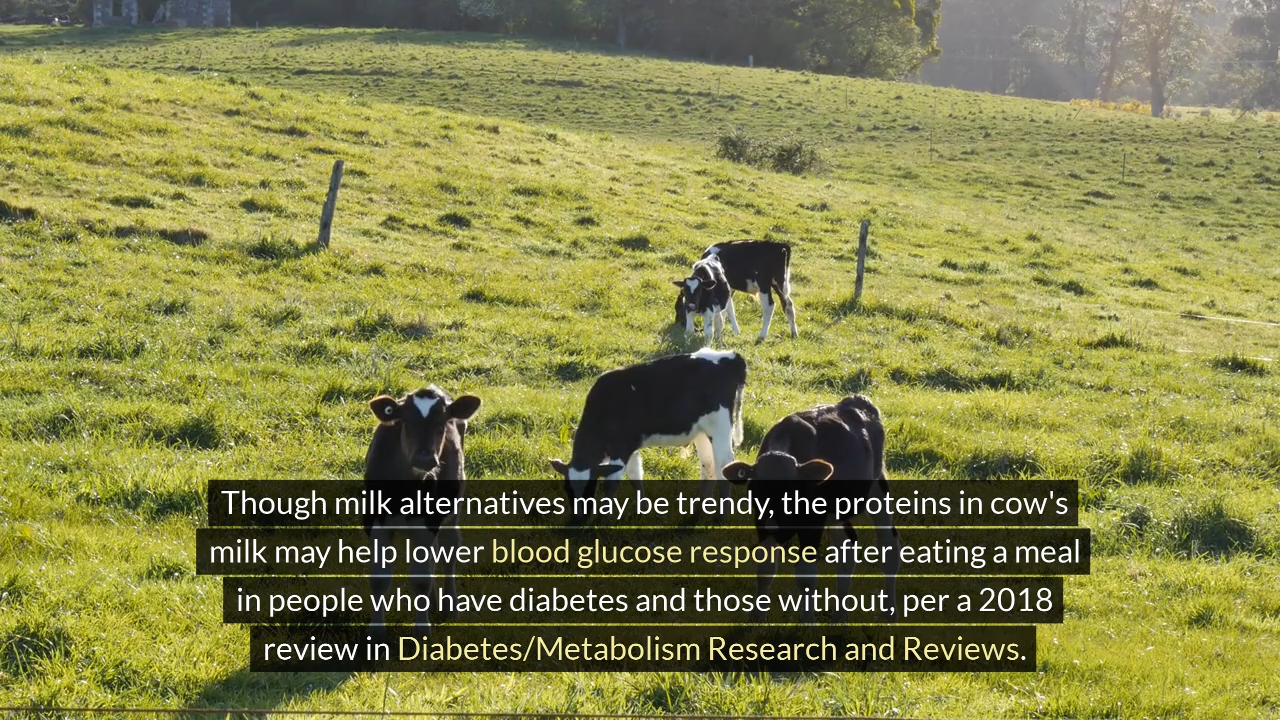 Though milk alternatives may be trendy, the proteins in cow's
milk may help lower blood glucose response after eating a meal
in people who have diabetes and those without, per a 2018
review in Diabetes/Metabolism Research and Reviews.